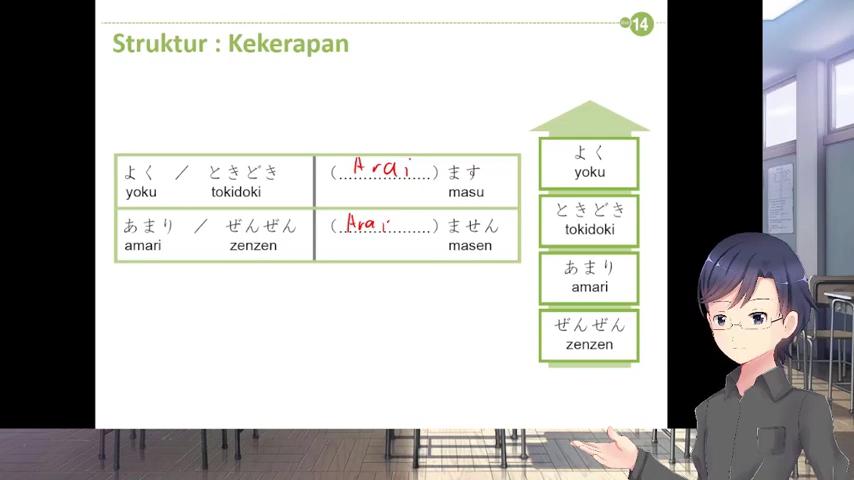 14
Struktur : Kekerapan
よく / ときどき (...Arai...) ます
yoku tokidoki masu
あまり / ぜんぜん (...Arai...) ません
amari zenzen masen
よく
yoku
ときどき
tokidoki
あまり
amari
ぜんぜん
zenzen